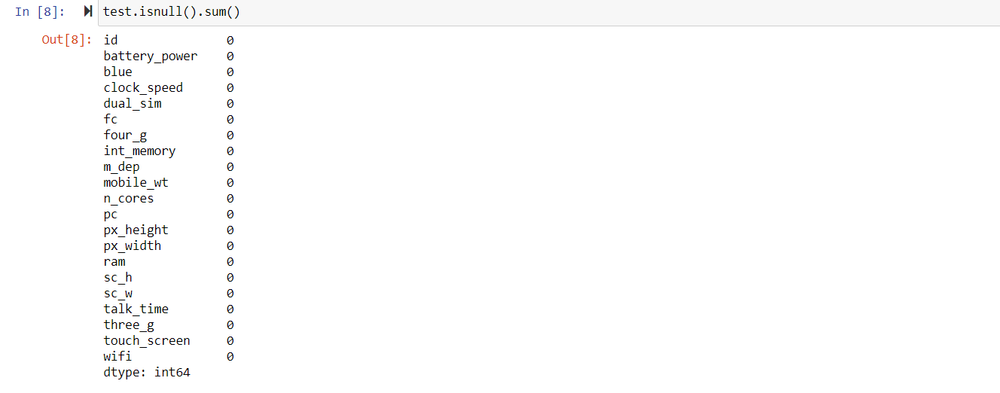 In [8]: test.isnull().sum()
Out[8]: id 0
battery_power 0
blue 0
clock_speed 0
dual_sim 0
fc 0
four_g 0
int_memory 0
m_dep 0
mobile_wt 0
n_cores 0
pc 0
px_height 0
px_width 0
ram 0
sc_h 0
sc_w 0
talk_time 0
three_g 0
touch_screen 0
wifi 0
dtype: int64